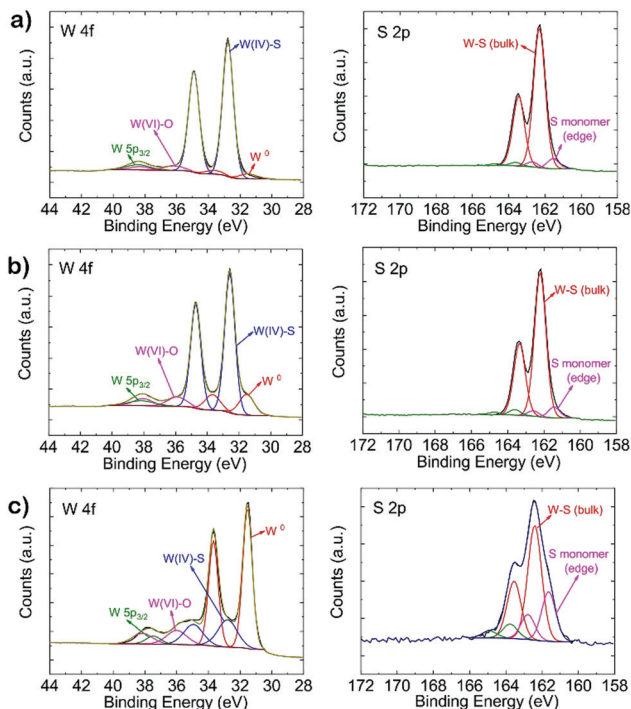 a)
W 4f
W(IV)-S
W(VI)-O
W 5p3/2
W 0
Counts (a.u.)
44 42 40 38 36 34 32 30 28
Binding Energy (eV)
S 2p
W-S (bulk)
S monomer
(edge)
Counts (a.u.)
172 170 168 166 164 162 160 158
Binding Energy (eV)
b)
W 4f
W(IV)-S
W(VI)-O
W 5p3/2
W 0
Counts (a.u.)
44 42 40 38 36 34 32 30 28
Binding Energy (eV)
S 2p
W-S (bulk)
S monomer
(edge)
Counts (a.u.)
172 170 168 166 164 162 160 158
Binding Energy (eV)
c)
W 4f
W 0
W(IV)-S
W(VI)-O
W 5p3/2
Counts (a.u.)
44 42 40 38 36 34 32 30 28
Binding Energy (eV)
S 2p
W-S (bulk)
S monomer
(edge)
Counts (a.u.)
172 170 168 166 164 162 160 158
Binding Energy (eV)